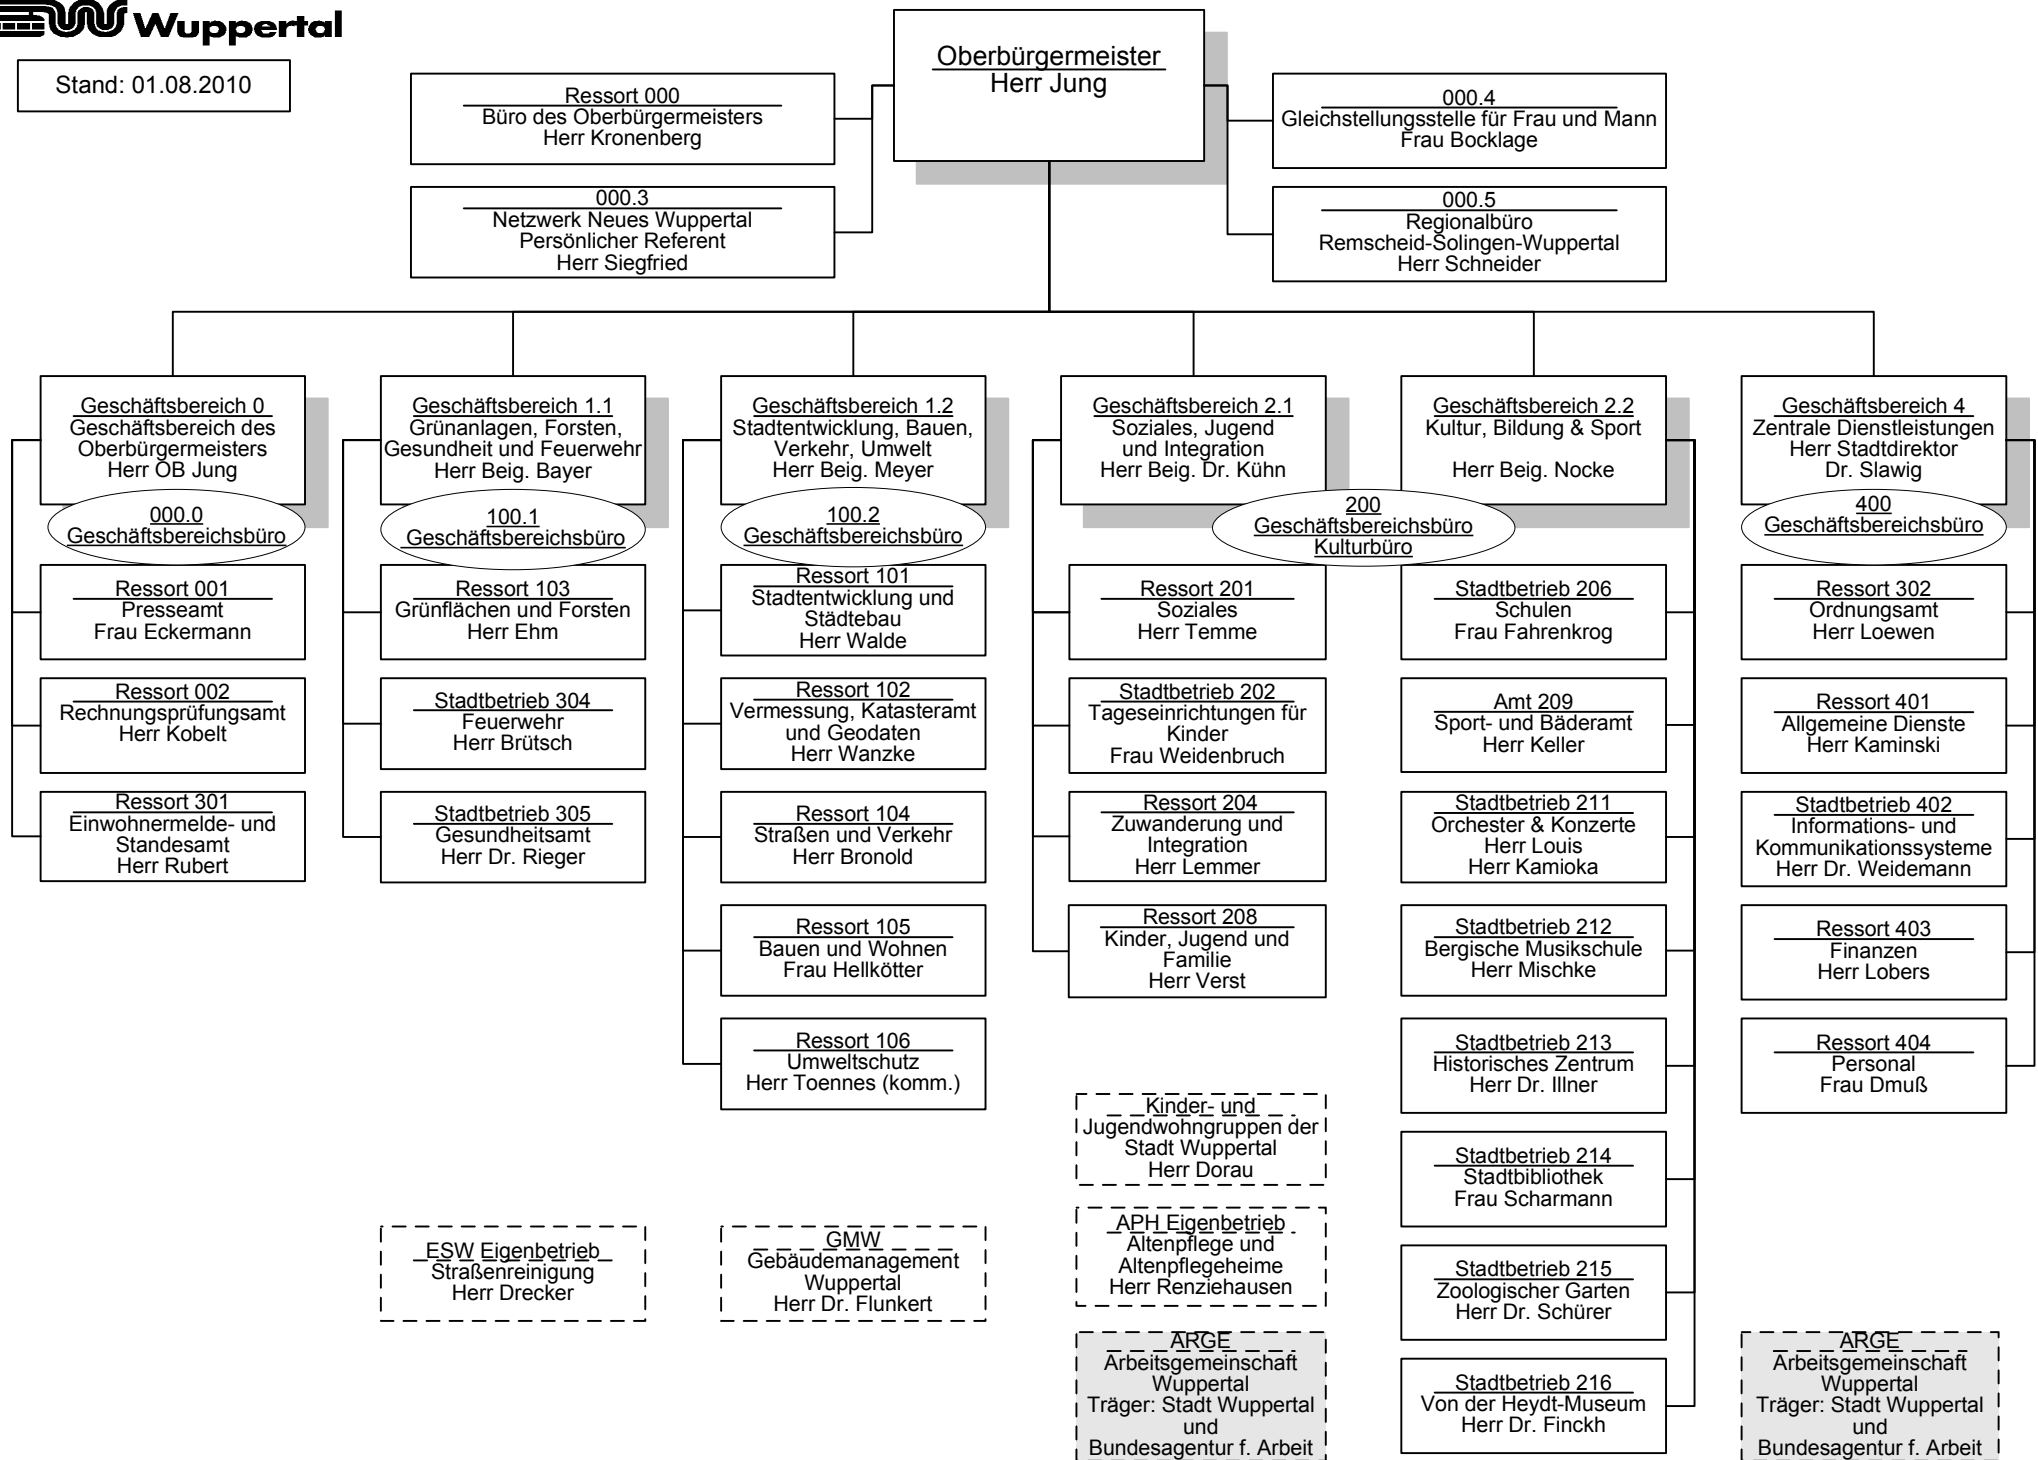 Wuppertal
Stand: 01.08.2010
Oberbürgermeister
Herr Jung
Ressort 000
Büro des Oberbürgermeisters
Herr Kronenberg
000.4
Gleichstellungsstelle für Frau und Mann
Frau Bocklage
000.3
Netzwerk Neues Wuppertal
Persönlicher Referent
Herr Siegfried
000.5
Regionalbüro
Remscheid-Solingen-Wuppertal
Herr Schneider
Geschäftsbereich 0
Geschäftsbereich des
Oberbürgermeisters
Herr OB Jung
000.0
Geschäftsbereichsbüro
Ressort 001
Presseamt
Frau Eckermann
Ressort 002
Rechnungsprüfungsamt
Herr Kobelt
Ressort 301
Einwohnermelde- und
Standesamt
Herr Rubert
Geschäftsbereich 1.1
Grünanlagen, Forsten,
Gesundheit und Feuerwehr
Herr Beig. Bayer
100.1
Geschäftsbereichsbüro
Ressort 103
Grünflächen und Forsten
Herr Ehm
Stadtbetrieb 304
Feuerwehr
Herr Brütsch
Stadtbetrieb 305
Gesundheitsamt
Herr Dr. Rieger
ESW Eigenbetrieb
Straßenreinigung
Herr Drecker
Geschäftsbereich 1.2
Stadtentwicklung, Bauen,
Verkehr, Umwelt
Herr Beig. Meyer
100.2
Geschäftsbereichsbüro
Ressort 101
Stadtentwicklung und
Städtebau
Herr Walde
Ressort 102
Vermessung, Katasteramt
und Geodaten
Herr Wanzke
Ressort 104
Straßen und Verkehr
Herr Bronold
Ressort 105
Bauen und Wohnen
Frau Hellkötter
Ressort 106
Umweltschutz
Herr Toennes (komm.)
GMW
Gebäudemanagement
Wuppertal
Herr Dr. Flunkert
Geschäftsbereich 2.1
Soziales, Jugend
und Integration
Herr Beig. Dr. Kühn
200
Geschäftsbereichsbüro
Kulturbüro
Ressort 201
Soziales
Herr Temme
Stadtbetrieb 202
Tageseinrichtungen für
Kinder
Frau Weidenbruch
Ressort 204
Zuwanderung und
Integration
Herr Lemmer
Ressort 208
Kinder, Jugend und
Familie
Herr Verst
Kinder- und
Jugendwohngruppen der
Stadt Wuppertal
Herr Dorau
APH Eigenbetrieb
Altenpflege und
Altenpflegeheime
Herr Renziehausen
ARGE
Arbeitsgemeinschaft
Wuppertal
Träger: Stadt Wuppertal
und
Bundesagentur f. Arbeit
Geschäftsbereich 2.2
Kultur, Bildung & Sport
Herr Beig. Nocke
Stadtbetrieb 206
Schulen
Frau Fahrenkrog
Amt 209
Sport- und Bäderamt
Herr Keller
Stadtbetrieb 211
Orchester & Konzerte
Herr Louis
Herr Kamioka
Stadtbetrieb 212
Bergische Musikschule
Herr Mischke
Stadtbetrieb 213
Historisches Zentrum
Herr Dr. Illner
Stadtbetrieb 214
Stadtbibliothek
Frau Scharmann
Stadtbetrieb 215
Zoologischer Garten
Herr Dr. Schürer
Stadtbetrieb 216
Von der Heydt-Museum
Herr Dr. Finckh
Geschäftsbereich 4
Zentrale Dienstleistungen
Herr Stadtdirektor
Dr. Slawig
400
Geschäftsbereichsbüro
Ressort 302
Ordnungsamt
Herr Loewen
Ressort 401
Allgemeine Dienste
Herr Kaminski
Stadtbetrieb 402
Informations- und
Kommunikationssysteme
Herr Dr. Weidemann
Ressort 403
Finanzen
Herr Lobers
Ressort 404
Personal
Frau Dmuß
ARGE
Arbeitsgemeinschaft
Wuppertal
Träger: Stadt Wuppertal
und
Bundesagentur f. Arbeit